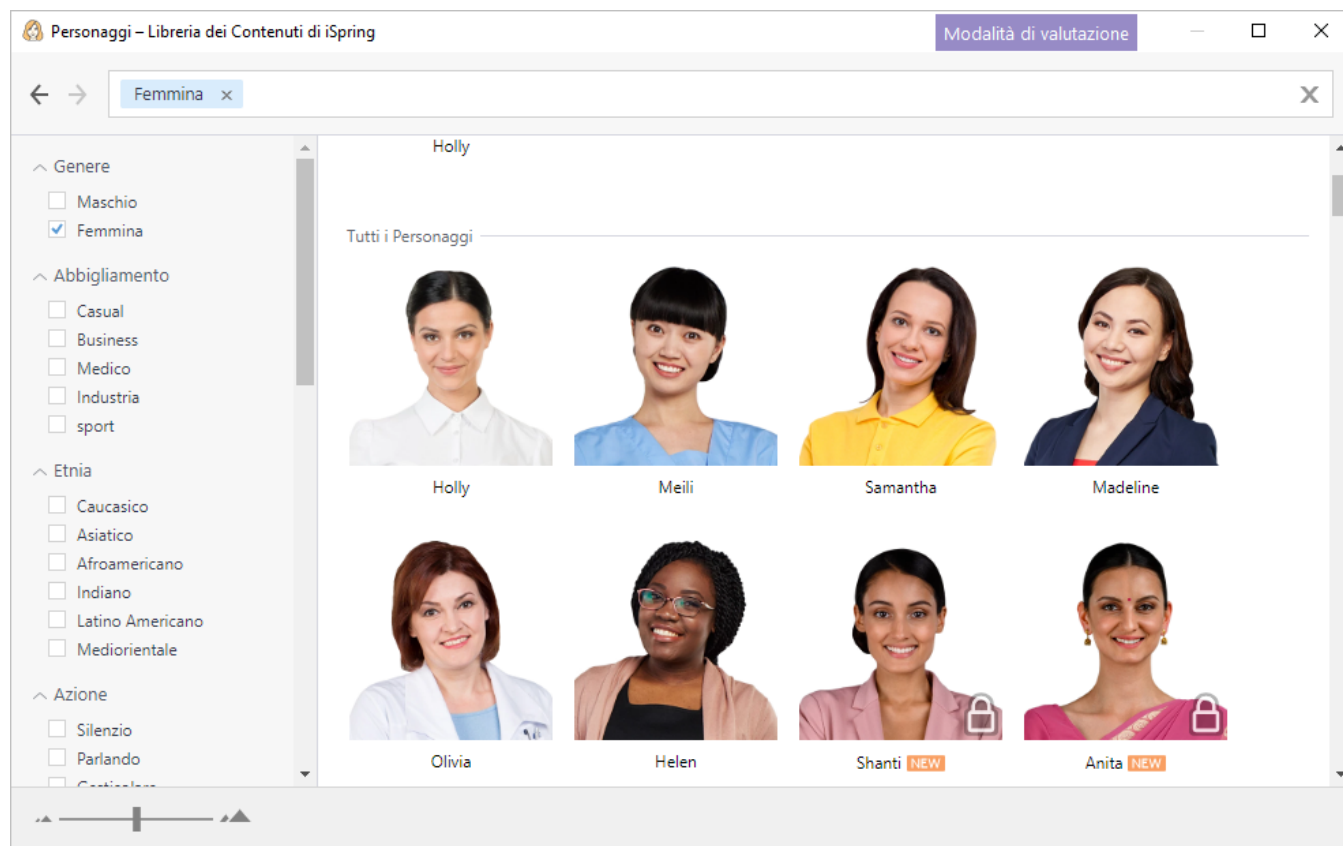 Personaggi – Libreria dei Contenuti di iSpring
Modalità di valutazione
Femmina
Genere
Maschio
Femmina
Abbigliamento
Casual
Business
Medico
Industria
sport
Etnia
Caucasico
Asiatico
Afroamericano
Indiano
Latino Americano
Mediorientale
Azione
Silenzio
Parlando
Holly
Tutti i Personaggi
Holly Meili Samantha Madeline
Olivia Helen Shanti NEW Anita NEW